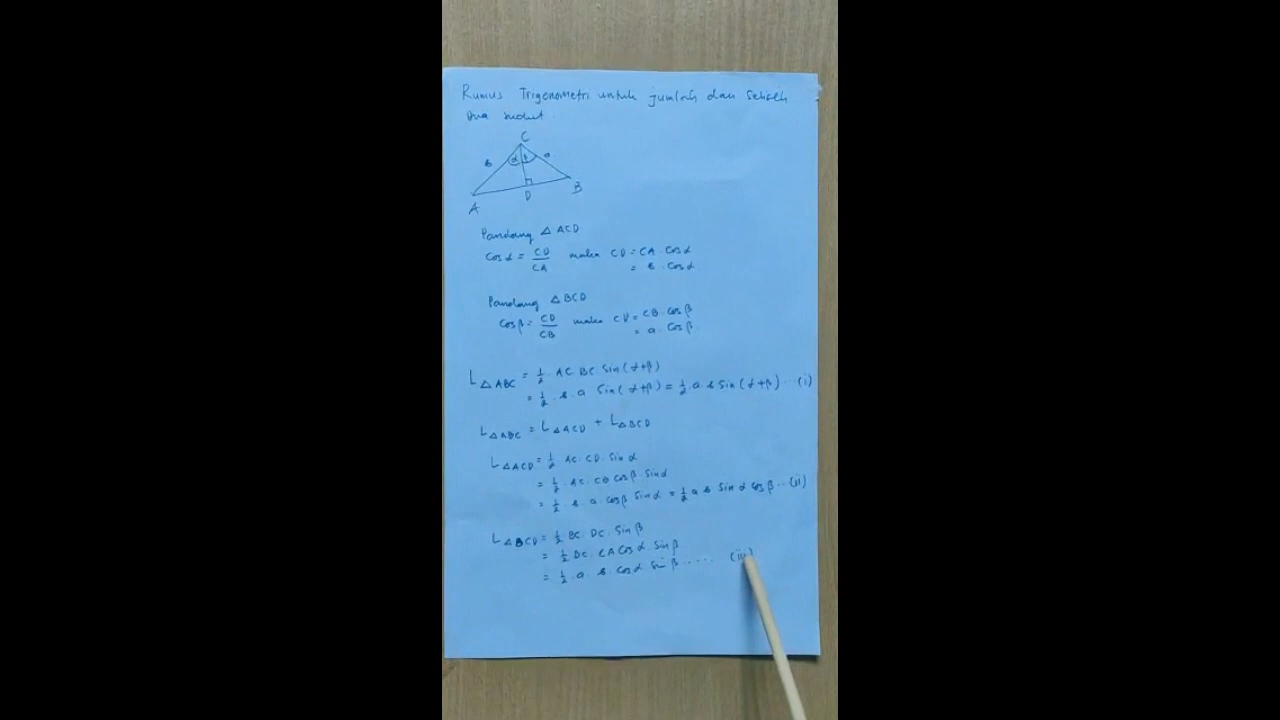 Rumus Trigonometri untuk jumlah dan selisih
Dua sudut
C
b α β a
A D B
Pandang △ ACD
Cos α = CD/CA maka CD = CA . Cos α
= b . Cos α
Pandang △ BCD
Cos β = CD/CB maka CD = CB . Cos β
= a . Cos β
L△ABC = 1/2 . AC BC . Sin (α+β)
= 1/2 . b . a Sin (α+β) = 1/2 . a . b Sin (α+β) ... (i)
L△ABC = L△ACD + L△BCD
L△ACD = 1/2 AC . CD . Sin α
= 1/2 . AC . CB Cos β . Sin α
= 1/2 . b . a . Cos β Sin α = 1/2 a b Sin α Cos β ... (ii)
L△BCD = 1/2 BC . DC . Sin β
= 1/2 DC . CA Cos α . Sin β
= 1/2 . a . b . Cos α Sin β ..... (iii)